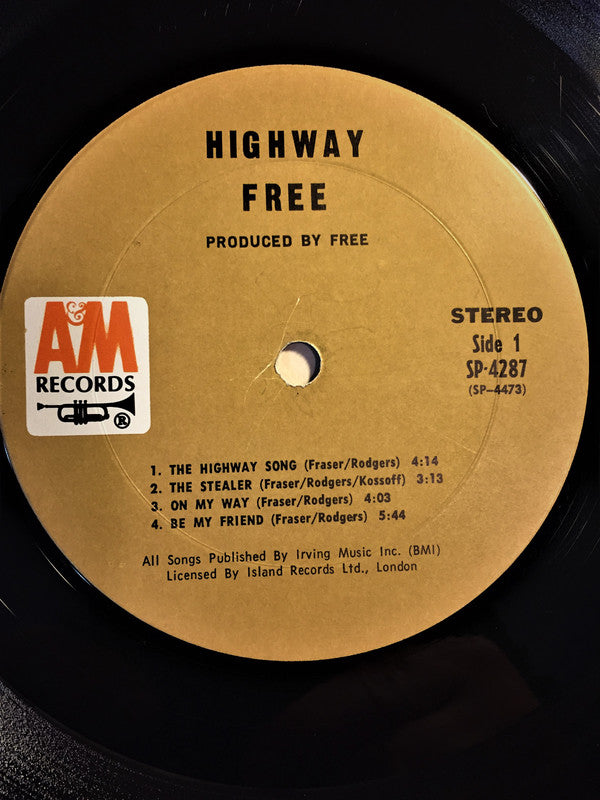 HIGHWAY
FREE
PRODUCED BY FREE
A&M
RECORDS
®
STEREO
Side 1
SP-4287
(SP-4473)
1. THE HIGHWAY SONG (Fraser/Rodgers) 4:14
2. THE STEALER (Fraser/Rodgers/Kossoff) 3:13
3. ON MY WAY (Fraser/Rodgers) 4:03
4. BE MY FRIEND (Fraser/Rodgers) 5:44
All Songs Published By Irving Music Inc. (BMI)
Licensed By Island Records Ltd., London